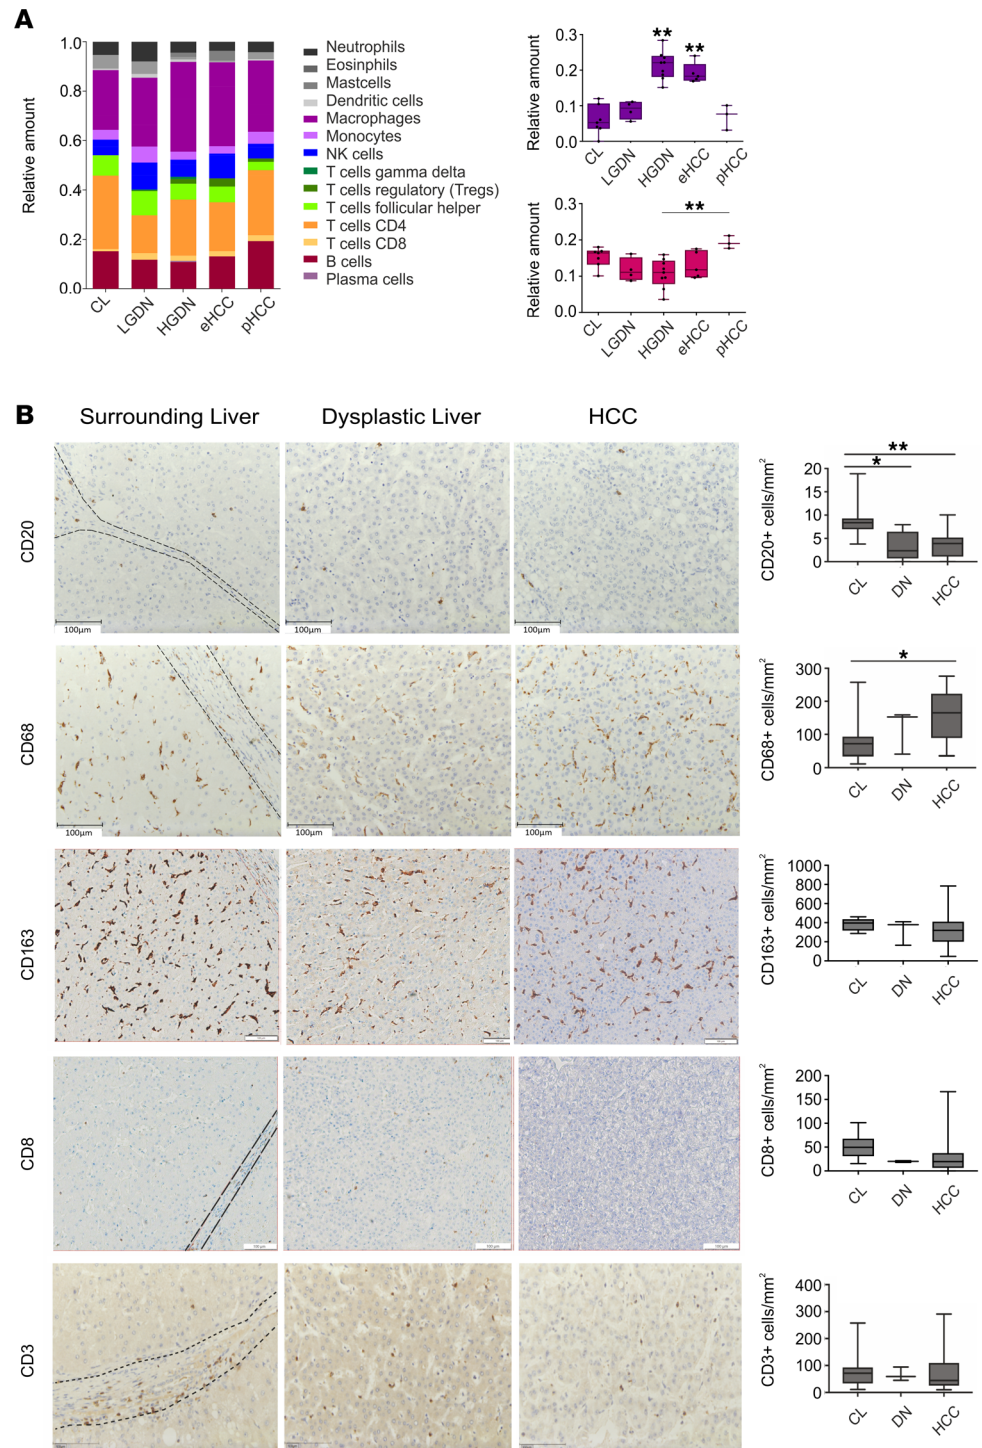 A
Relative amount
1.0
0.8
0.6
0.4
0.2
0.0
CL
LGDN
HGDN
eHCC
pHCC
Neutrophils
Eosinphils
Mastcells
Dendritic cells
Macrophages
Monocytes
NK cells
T cells gamma delta
T cells regulatory (Tregs)
T cells follicular helper
T cells CD4
T cells CD8
B cells
Plasma cells
Relative amount
0.3
0.2
0.1
0.0
**
**
CL
LGDN
HGDN
eHCC
pHCC
Relative amount
0.3
0.2
0.1
0.0
**
CL
LGDN
HGDN
eHCC
pHCC
B
Surrounding Liver
Dysplastic Liver
HCC
CD20
100µm
100µm
100µm
CD20+ cells/mm²
20
15
10
5
0
**
*
CL
DN
HCC
CD68
100µm
100µm
100µm
CD68+ cells/mm²
300
200
100
0
*
CL
DN
HCC
CD163
CD163+ cells/mm²
1000
800
600
400
200
0
CL
DN
HCC
CD8
100 µm
100 µm
100 µm
CD8+ cells/mm²
200
150
100
50
0
CL
DN
HCC
CD3
CD3+ cells/mm²
400
300
200
100
0
CL
DN
HCC